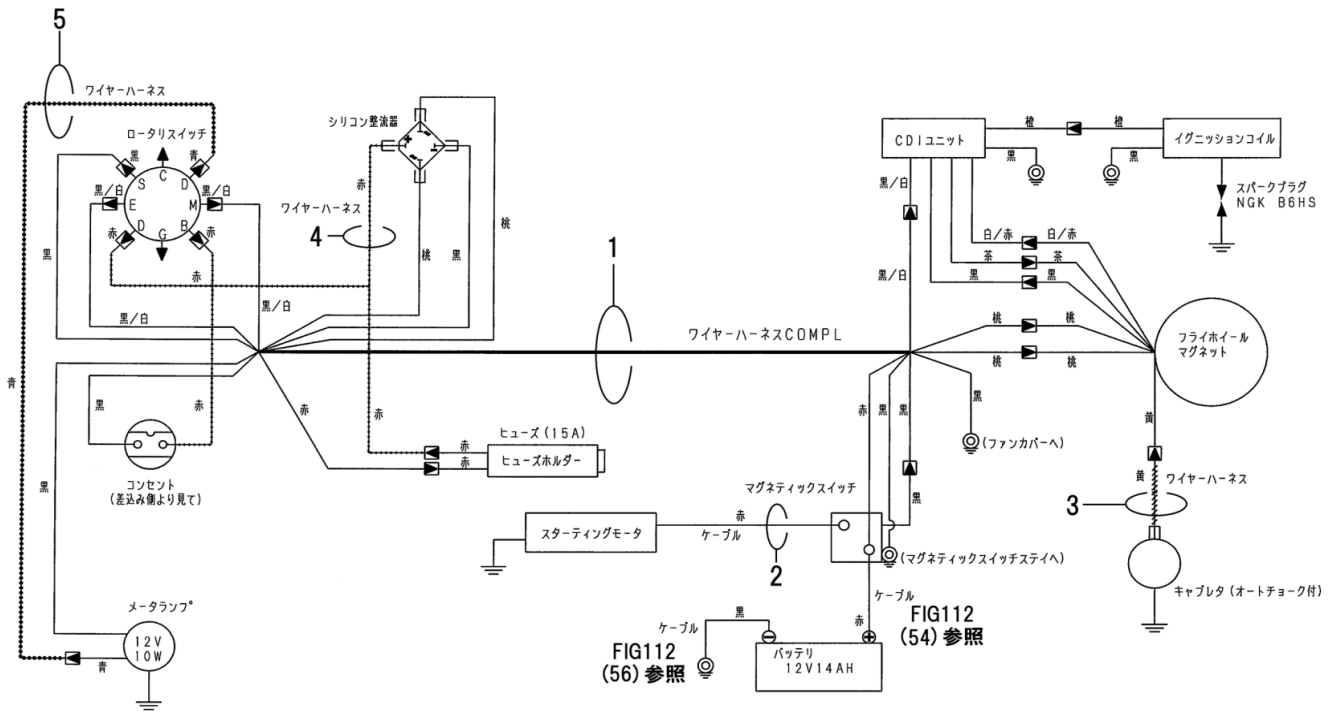 5
ワイヤーハーネス
ロータリスイッチ
黒
青
S
C
D
黒/白
E
M
黒/白
D
G
B
赤
赤
黒
赤
黒/白
黒/白
シリコン整流器
赤
ワイヤーハーネス
4
桃
黒
桃
1
ワイヤーハーネスCOMPL
青
黒
赤
コンセント
(差込み側より見て)
黒
赤
赤
ヒューズ(15A)
赤
赤
ヒューズホルダー
メータランプ
12V
10W
青
CDIユニット
橙
橙
イグニッションコイル
黒
黒
スパークプラグ
NGK B6HS
黒/白
黒/白
白/赤
白/赤
茶
茶
黒
黒
桃
桃
桃
桃
フライホイール
マグネット
赤
黒
黒
黒
(ファンカバーへ)
黄
黄
ワイヤーハーネス
3
キャブレタ(オートチョーク付)
マグネティックスイッチ
黒
スターティングモータ
赤
ケーブル
2
(マグネティックスイッチステイへ)
ケーブル
赤
FIG112
(54)参照
黒
ケーブル
FIG112
(56)参照
バッテリ
12V14AH